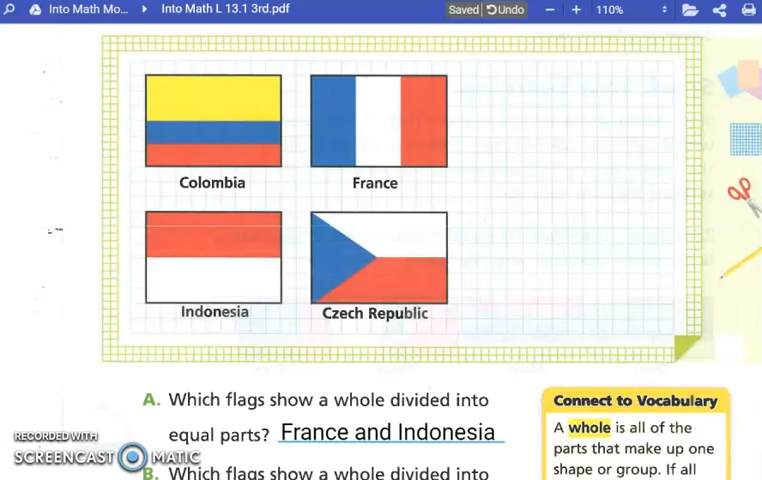 Into Math Mo... Into Math L 13.1 3rd.pdf Saved Undo 110%
Colombia France
Indonesia Czech Republic
A. Which flags show a whole divided into
equal parts? France and Indonesia
B. Which flags show a whole divided into
Connect to Vocabulary
A whole is all of the
parts that make up one
shape or group. If all
RECORDED WITH
SCREENCAST MATIC